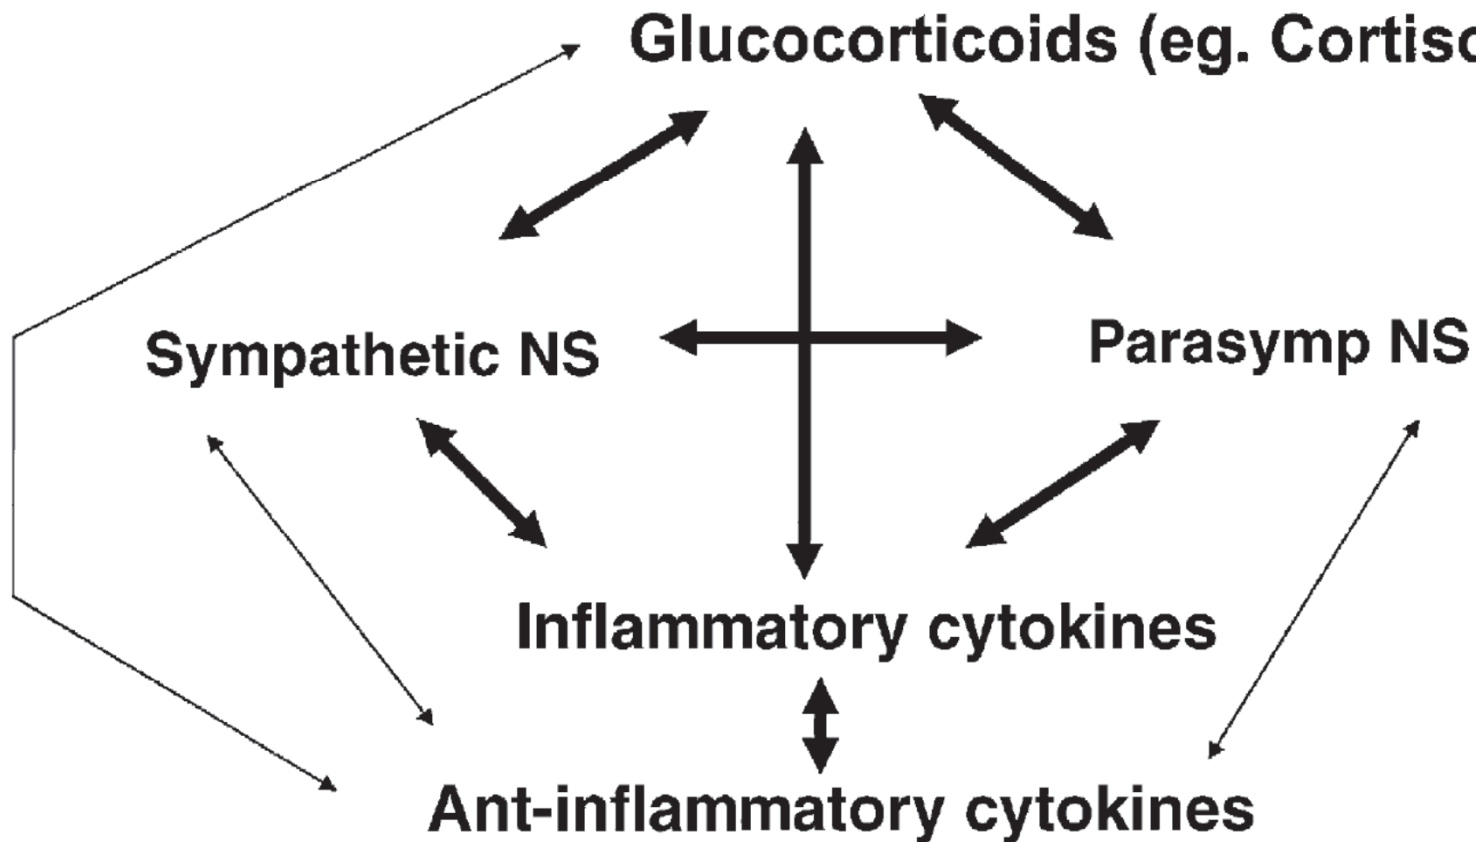 Glucocorticoids (eg. Cortiso
Sympathetic NS
Parasymp NS
Inflammatory cytokines
Ant-inflammatory cytokines